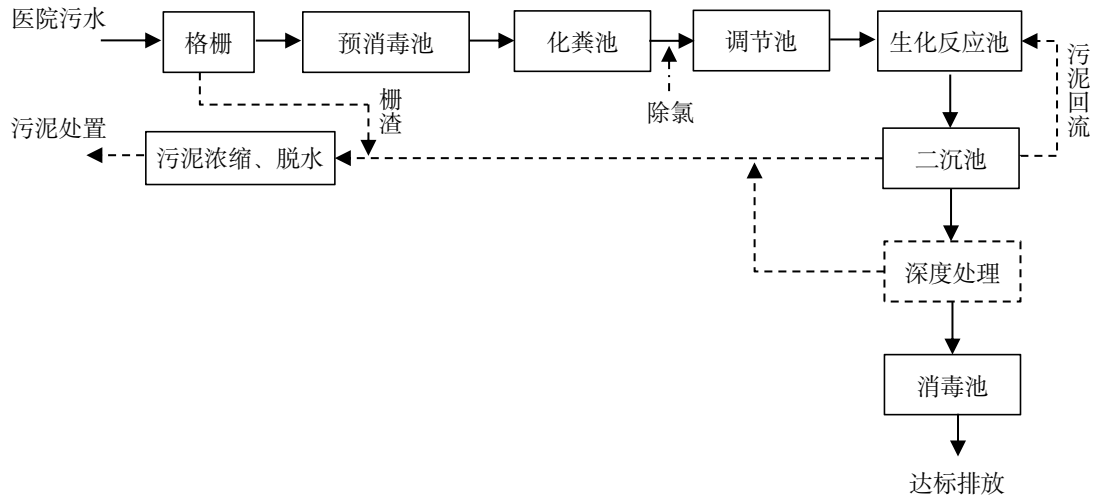 医院污水
格栅
预消毒池
化粪池
调节池
生化反应池
污泥回流
栅渣
除氯
污泥处置
污泥浓缩、脱水
二沉池
深度处理
消毒池
达标排放